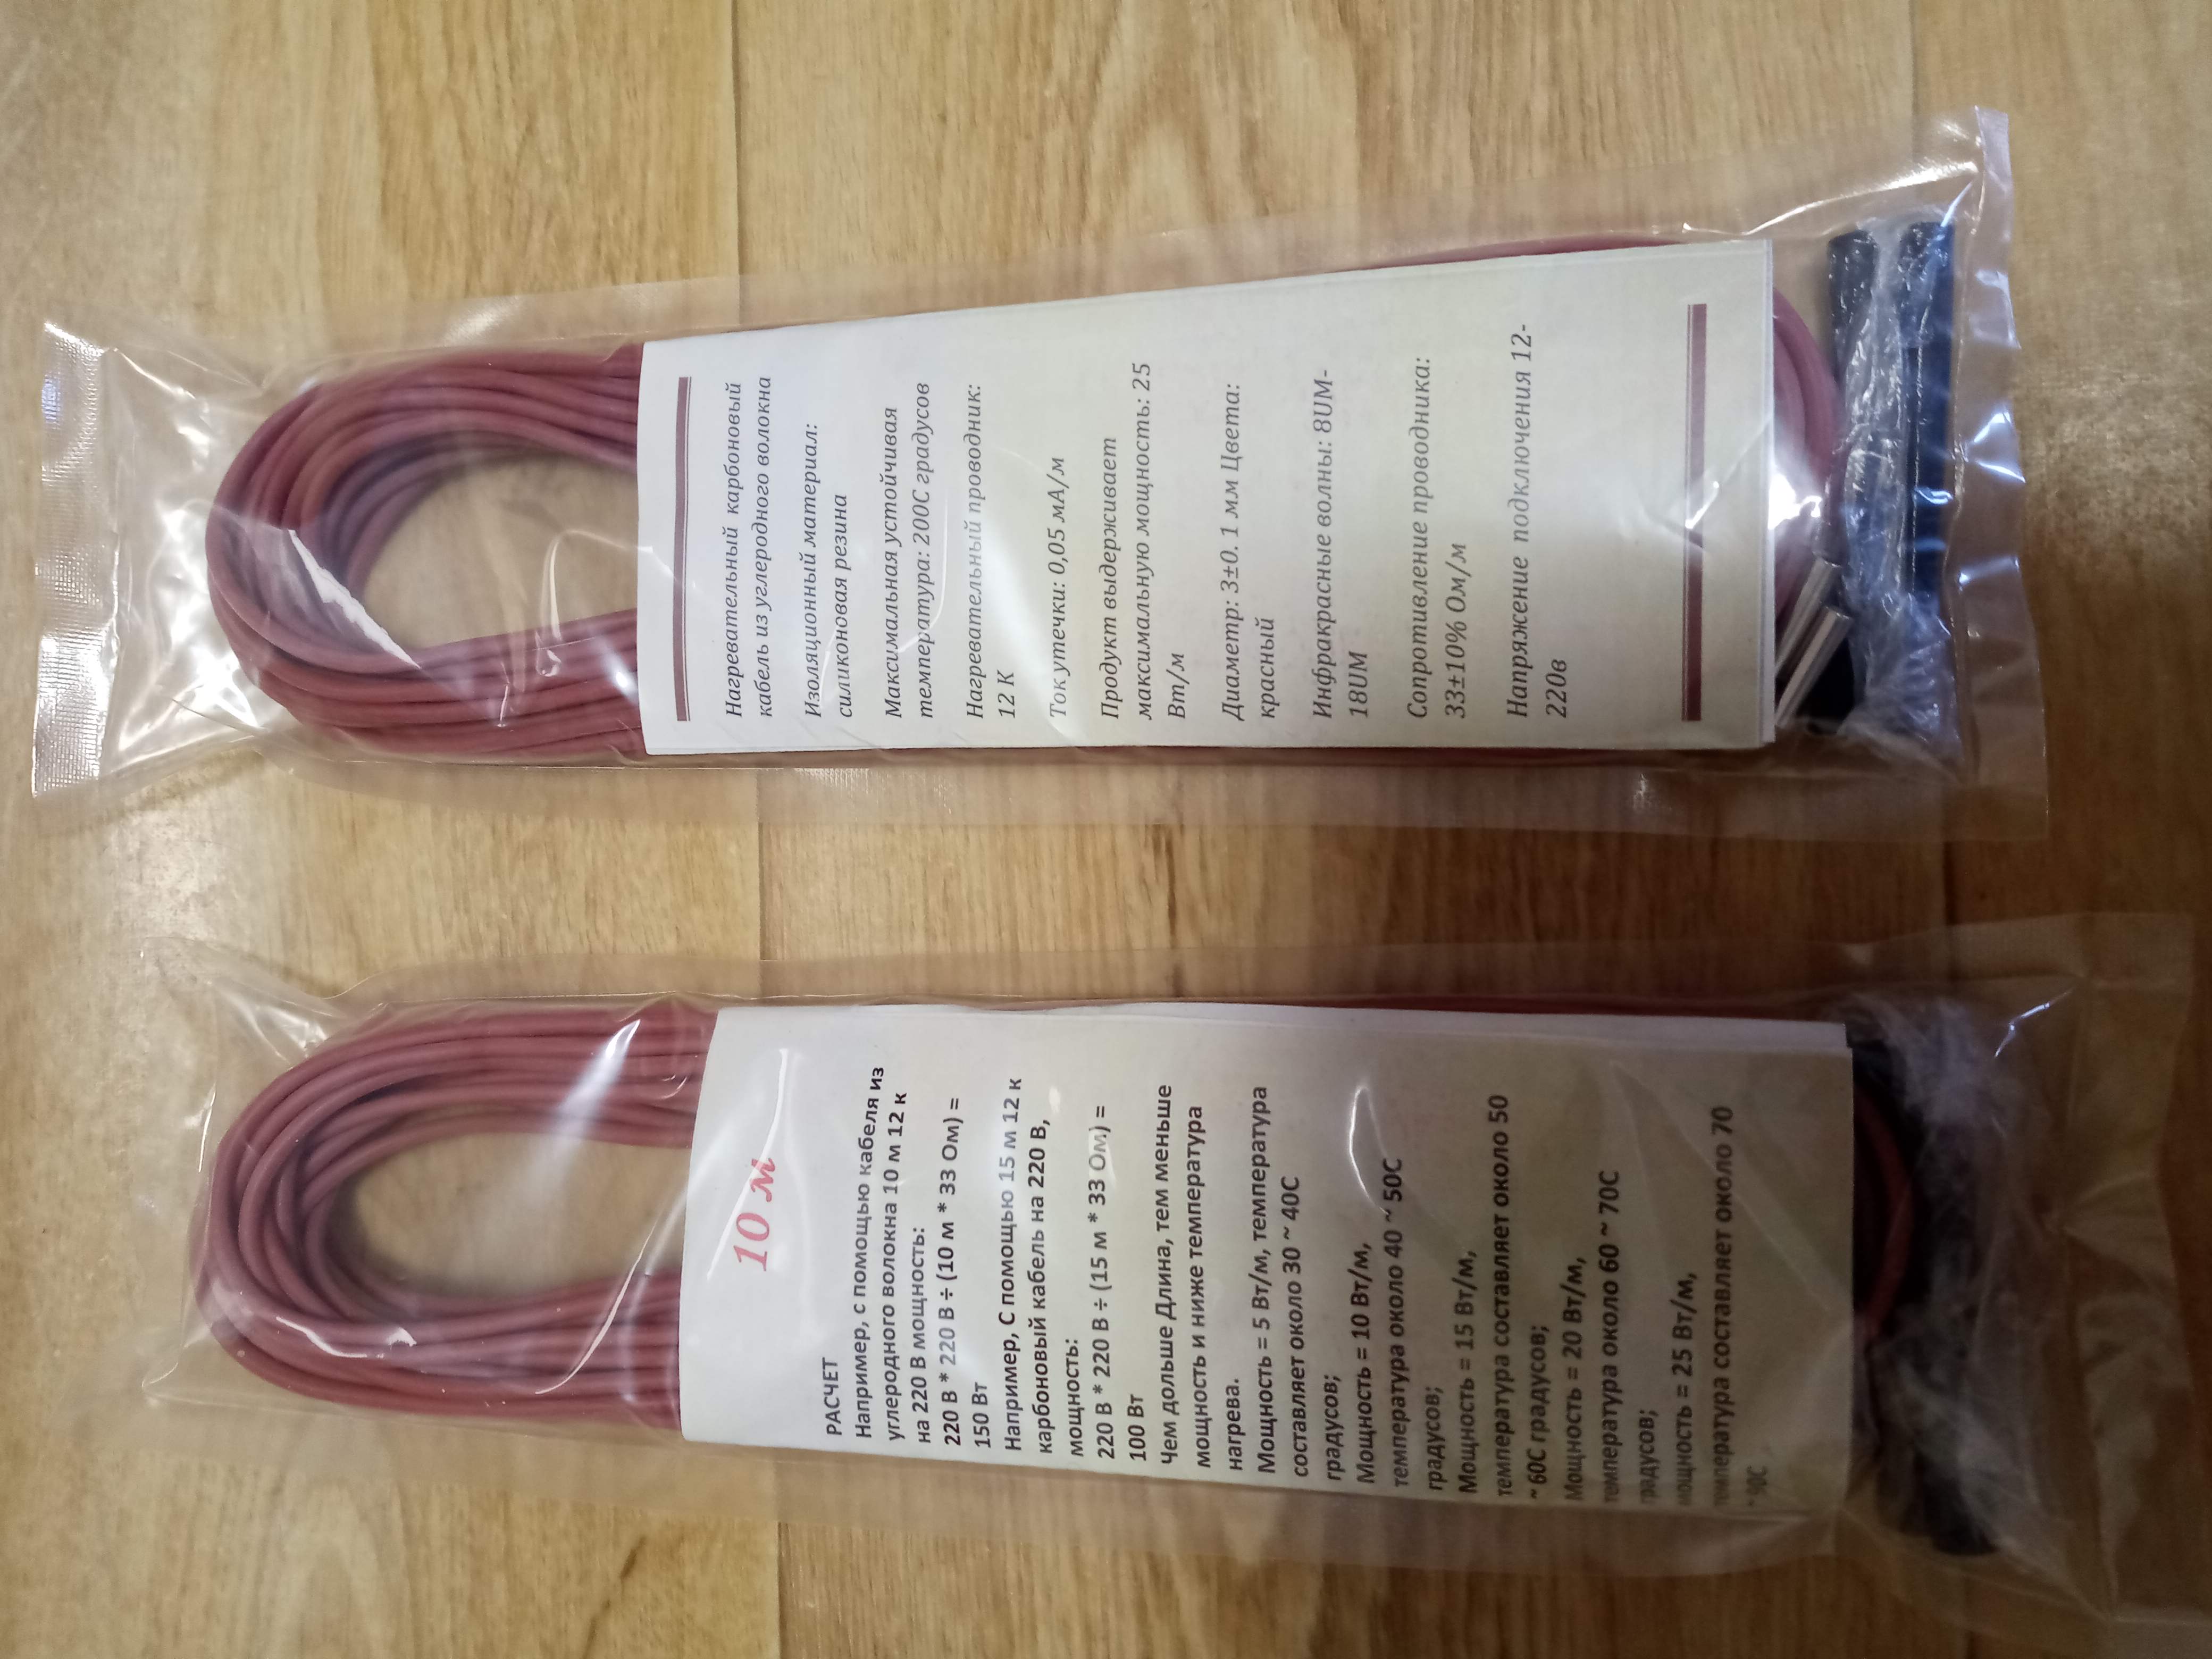 Нагревательный карбоновый
кабель из углеродного волокна
Изоляционный материал:
силиконовая резина
Максимальная устойчивая
температура: 200С градусов
Нагревательный проводник:
12 К
Ток утечки: 0,05 мА/м
Продукт выдерживает
максимальную мощность: 25
Вт/м
Диаметр: 3±0. 1 мм Цвета:
красный
Инфракрасные волны: 8UM-
18UM
Сопротивление проводника:
33±10% Ом/м
Напряжение подключения 12-
220в
10 м
РАСЧЕТ
Например, с помощью кабеля из
углеродного волокна 10 м 12 к
на 220 В мощность:
220 В * 220 В ÷ (10 м * 33 Ом) =
150 Вт
Например, С помощью 15 м 12 к
карбоновый кабель на 220 В,
мощность:
220 В * 220 В ÷ (15 м * 33 Ом) =
100 Вт
Чем дольше Длина, тем меньше
мощность и ниже температура
нагрева.
Мощность = 5 Вт/м, температура
составляет около 30 ~ 40С
градусов;
Мощность = 10 Вт/м,
температура около 40 ~ 50С
градусов;
Мощность = 15 Вт/м,
температура составляет около 50
~ 60С градусов;
Мощность = 20 Вт/м,
температура около 60 ~ 70С
градусов;
мощность = 25 Вт/м,
температура составляет около 70
~ 90С